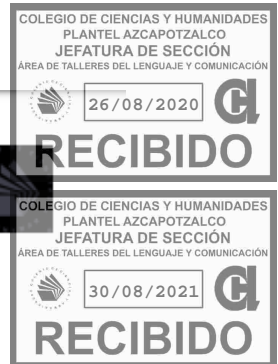 COLEGIO DE CIENCIAS Y HUMANIDADES
PLANTEL AZCAPOTZALCO
JEFATURA DE SECCIÓN
ÁREA DE TALLERES DEL LENGUAJE Y COMUNICACIÓN
26/08/2020
RECIBIDO
COLEGIO DE CIENCIAS Y HUMANIDADES
PLANTEL AZCAPOTZALCO
JEFATURA DE SECCIÓN
ÁREA DE TALLERES DEL LENGUAJE Y COMUNICACIÓN
30/08/2021
RECIBIDO